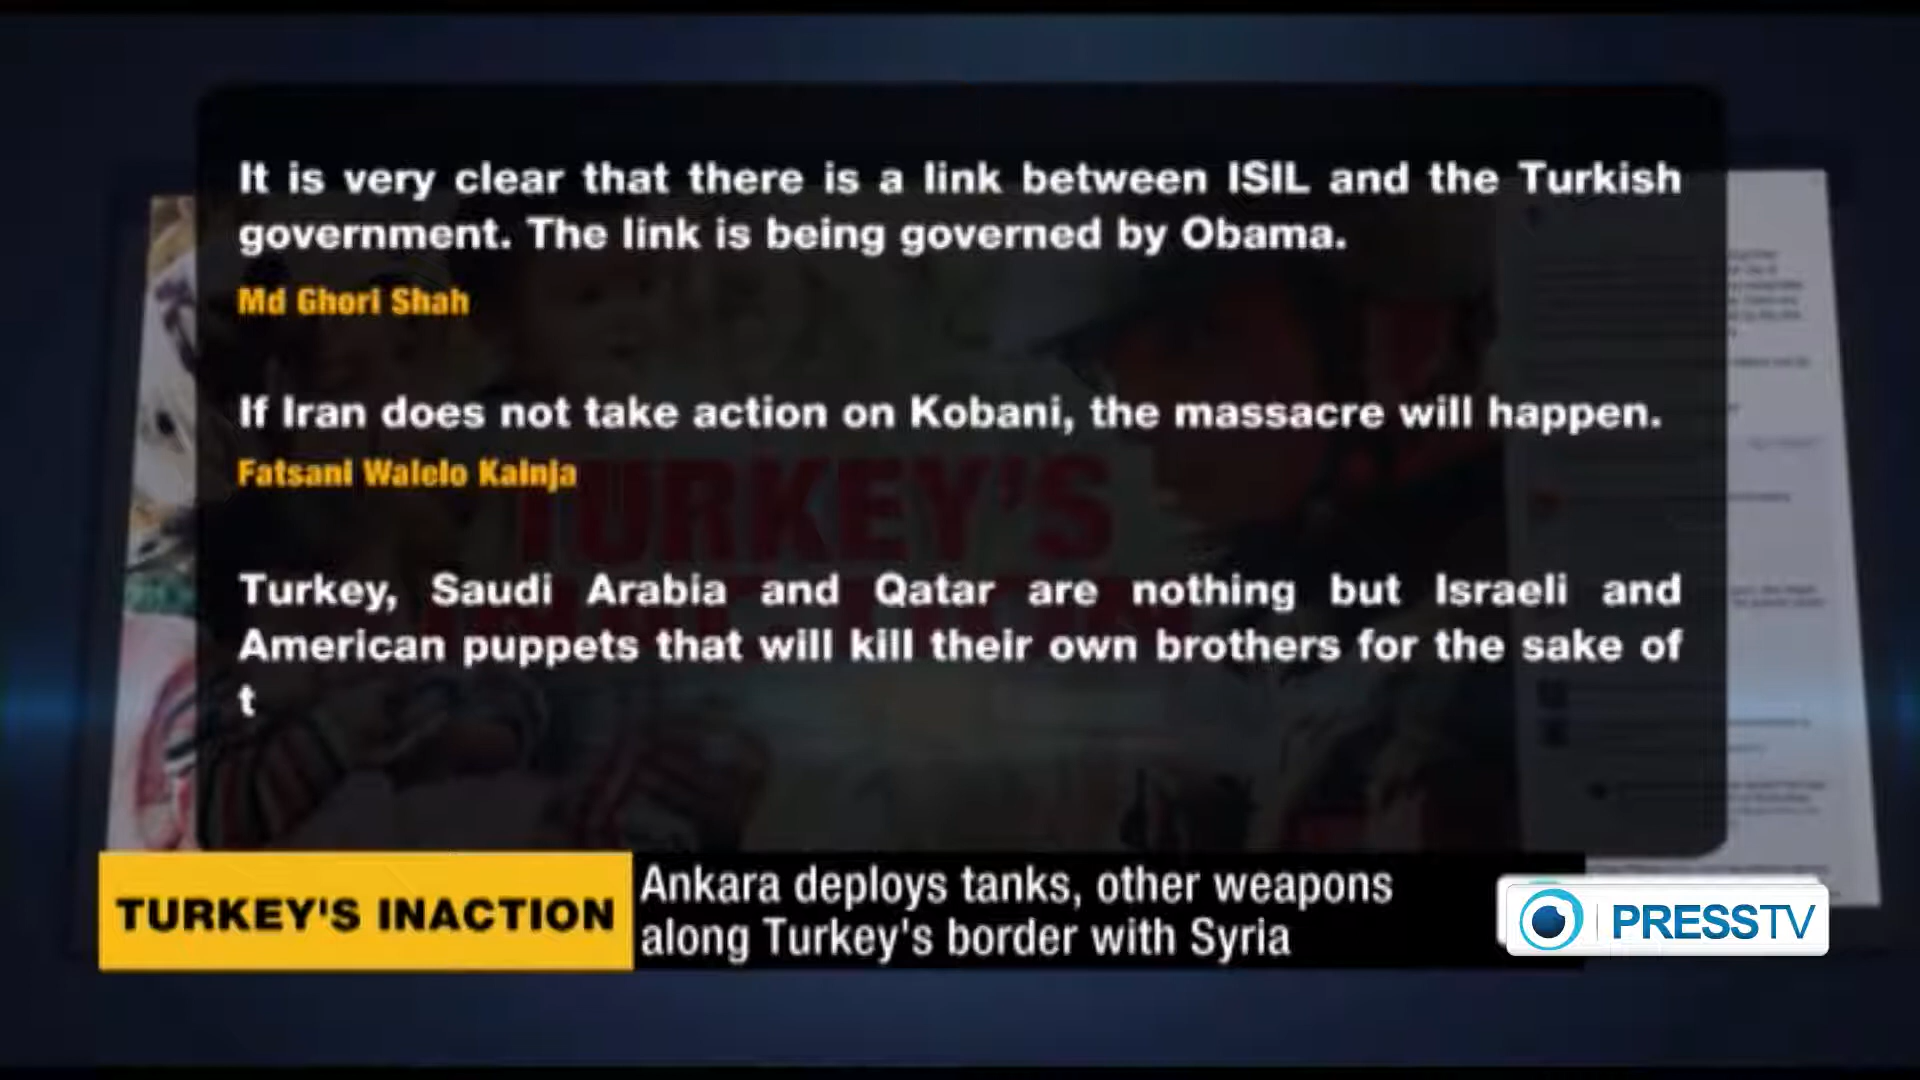 It is very clear that there is a link between ISIL and the Turkish
government. The link is being governed by Obama.
Md Ghori Shah
If Iran does not take action on Kobani, the massacre will happen.
Fatsani Walelo Kainja
TURKEY'S
Turkey, Saudi Arabia and Qatar are nothing but Israeli and
American puppets that will kill their own brothers for the sake of
t
TURKEY'S INACTION
Ankara deploys tanks, other weapons
along Turkey's border with Syria
PRESSTV